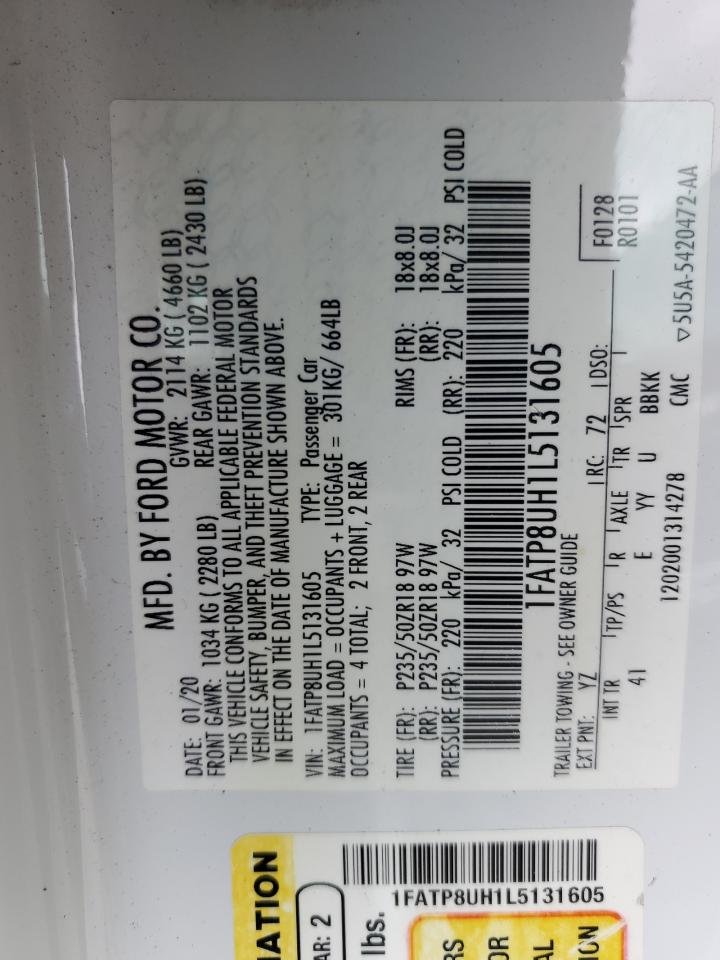 MFD. BY FORD MOTOR CO.
DATE: 01/20 GVWR: 2114 KG ( 4660 LB)
FRONT GAWR: 1034 KG ( 2280 LB) REAR GAWR: 1102 KG ( 2430 LB)
THIS VEHICLE CONFORMS TO ALL APPLICABLE FEDERAL MOTOR
VEHICLE SAFETY, BUMPER, AND THEFT PREVENTION STANDARDS
IN EFFECT ON THE DATE OF MANUFACTURE SHOWN ABOVE.
VIN: 1FATP8UH1L5131605 TYPE: Passenger Car
MAXIMUM LOAD = OCCUPANTS + LUGGAGE = 301KG/ 664LB
OCCUPANTS = 4 TOTAL; 2 FRONT, 2 REAR
TIRE (FR): P235/50ZR18 97W RIMS (FR): 18x8.0J
(RR): P235/50ZR18 97W (RR): 18x8.0J
PRESSURE (FR): 220 kPa/ 32 PSI COLD (RR): 220 kPa/ 32 PSI COLD
1FATP8UH1L5131605
TRAILER TOWING - SEE OWNER GUIDE
EXT PNT: YZ RC: 72 DSO: F0128
INT TR TP/PS R AXLE TR SPR R0101
41 E YY U BBKK
1202001314278 CMC ▽5U5A-5420472-AA
1FATP8UH1L5131605
lbs.